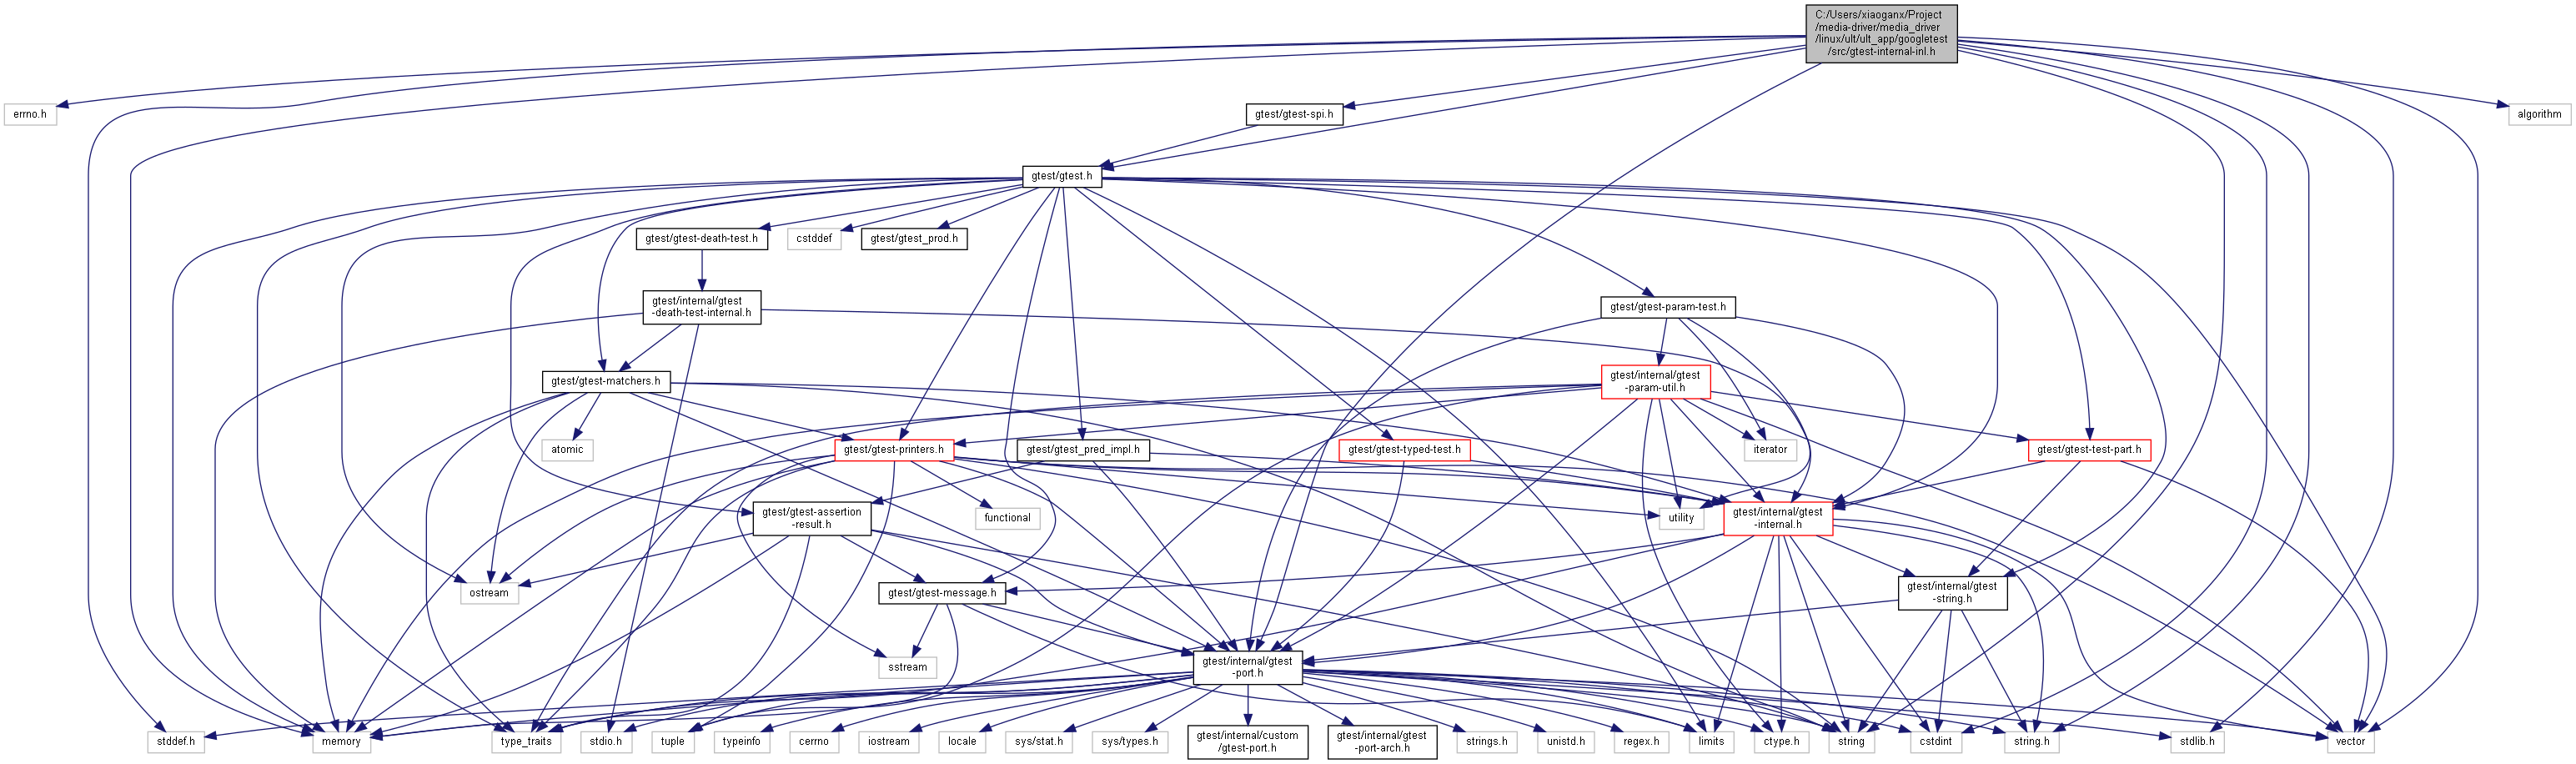 C:/Users/xiaoganx/Project
/media-driver/media_driver
/linux/ult/ult_app/googletest
/src/gtest-internal-inl.h
errno.h
gtest/gtest-spi.h
algorithm
gtest/gtest.h
gtest/gtest-death-test.h
cstddef
gtest/gtest_prod.h
gtest/internal/gtest
-death-test-internal.h
gtest/gtest-param-test.h
gtest/gtest-matchers.h
gtest/internal/gtest
-param-util.h
atomic
gtest/gtest-printers.h
gtest/gtest_pred_impl.h
gtest/gtest-typed-test.h
iterator
gtest/gtest-test-part.h
gtest/gtest-assertion
-result.h
functional
utility
gtest/internal/gtest
-internal.h
ostream
gtest/gtest-message.h
gtest/internal/gtest
-string.h
sstream
gtest/internal/gtest
-port.h
stddef.h
memory
type_traits
stdio.h
tuple
typeinfo
cerrno
iostream
locale
sys/stat.h
sys/types.h
gtest/internal/custom
/gtest-port.h
gtest/internal/gtest
-port-arch.h
strings.h
unistd.h
regex.h
limits
ctype.h
string
cstdint
string.h
stdlib.h
vector